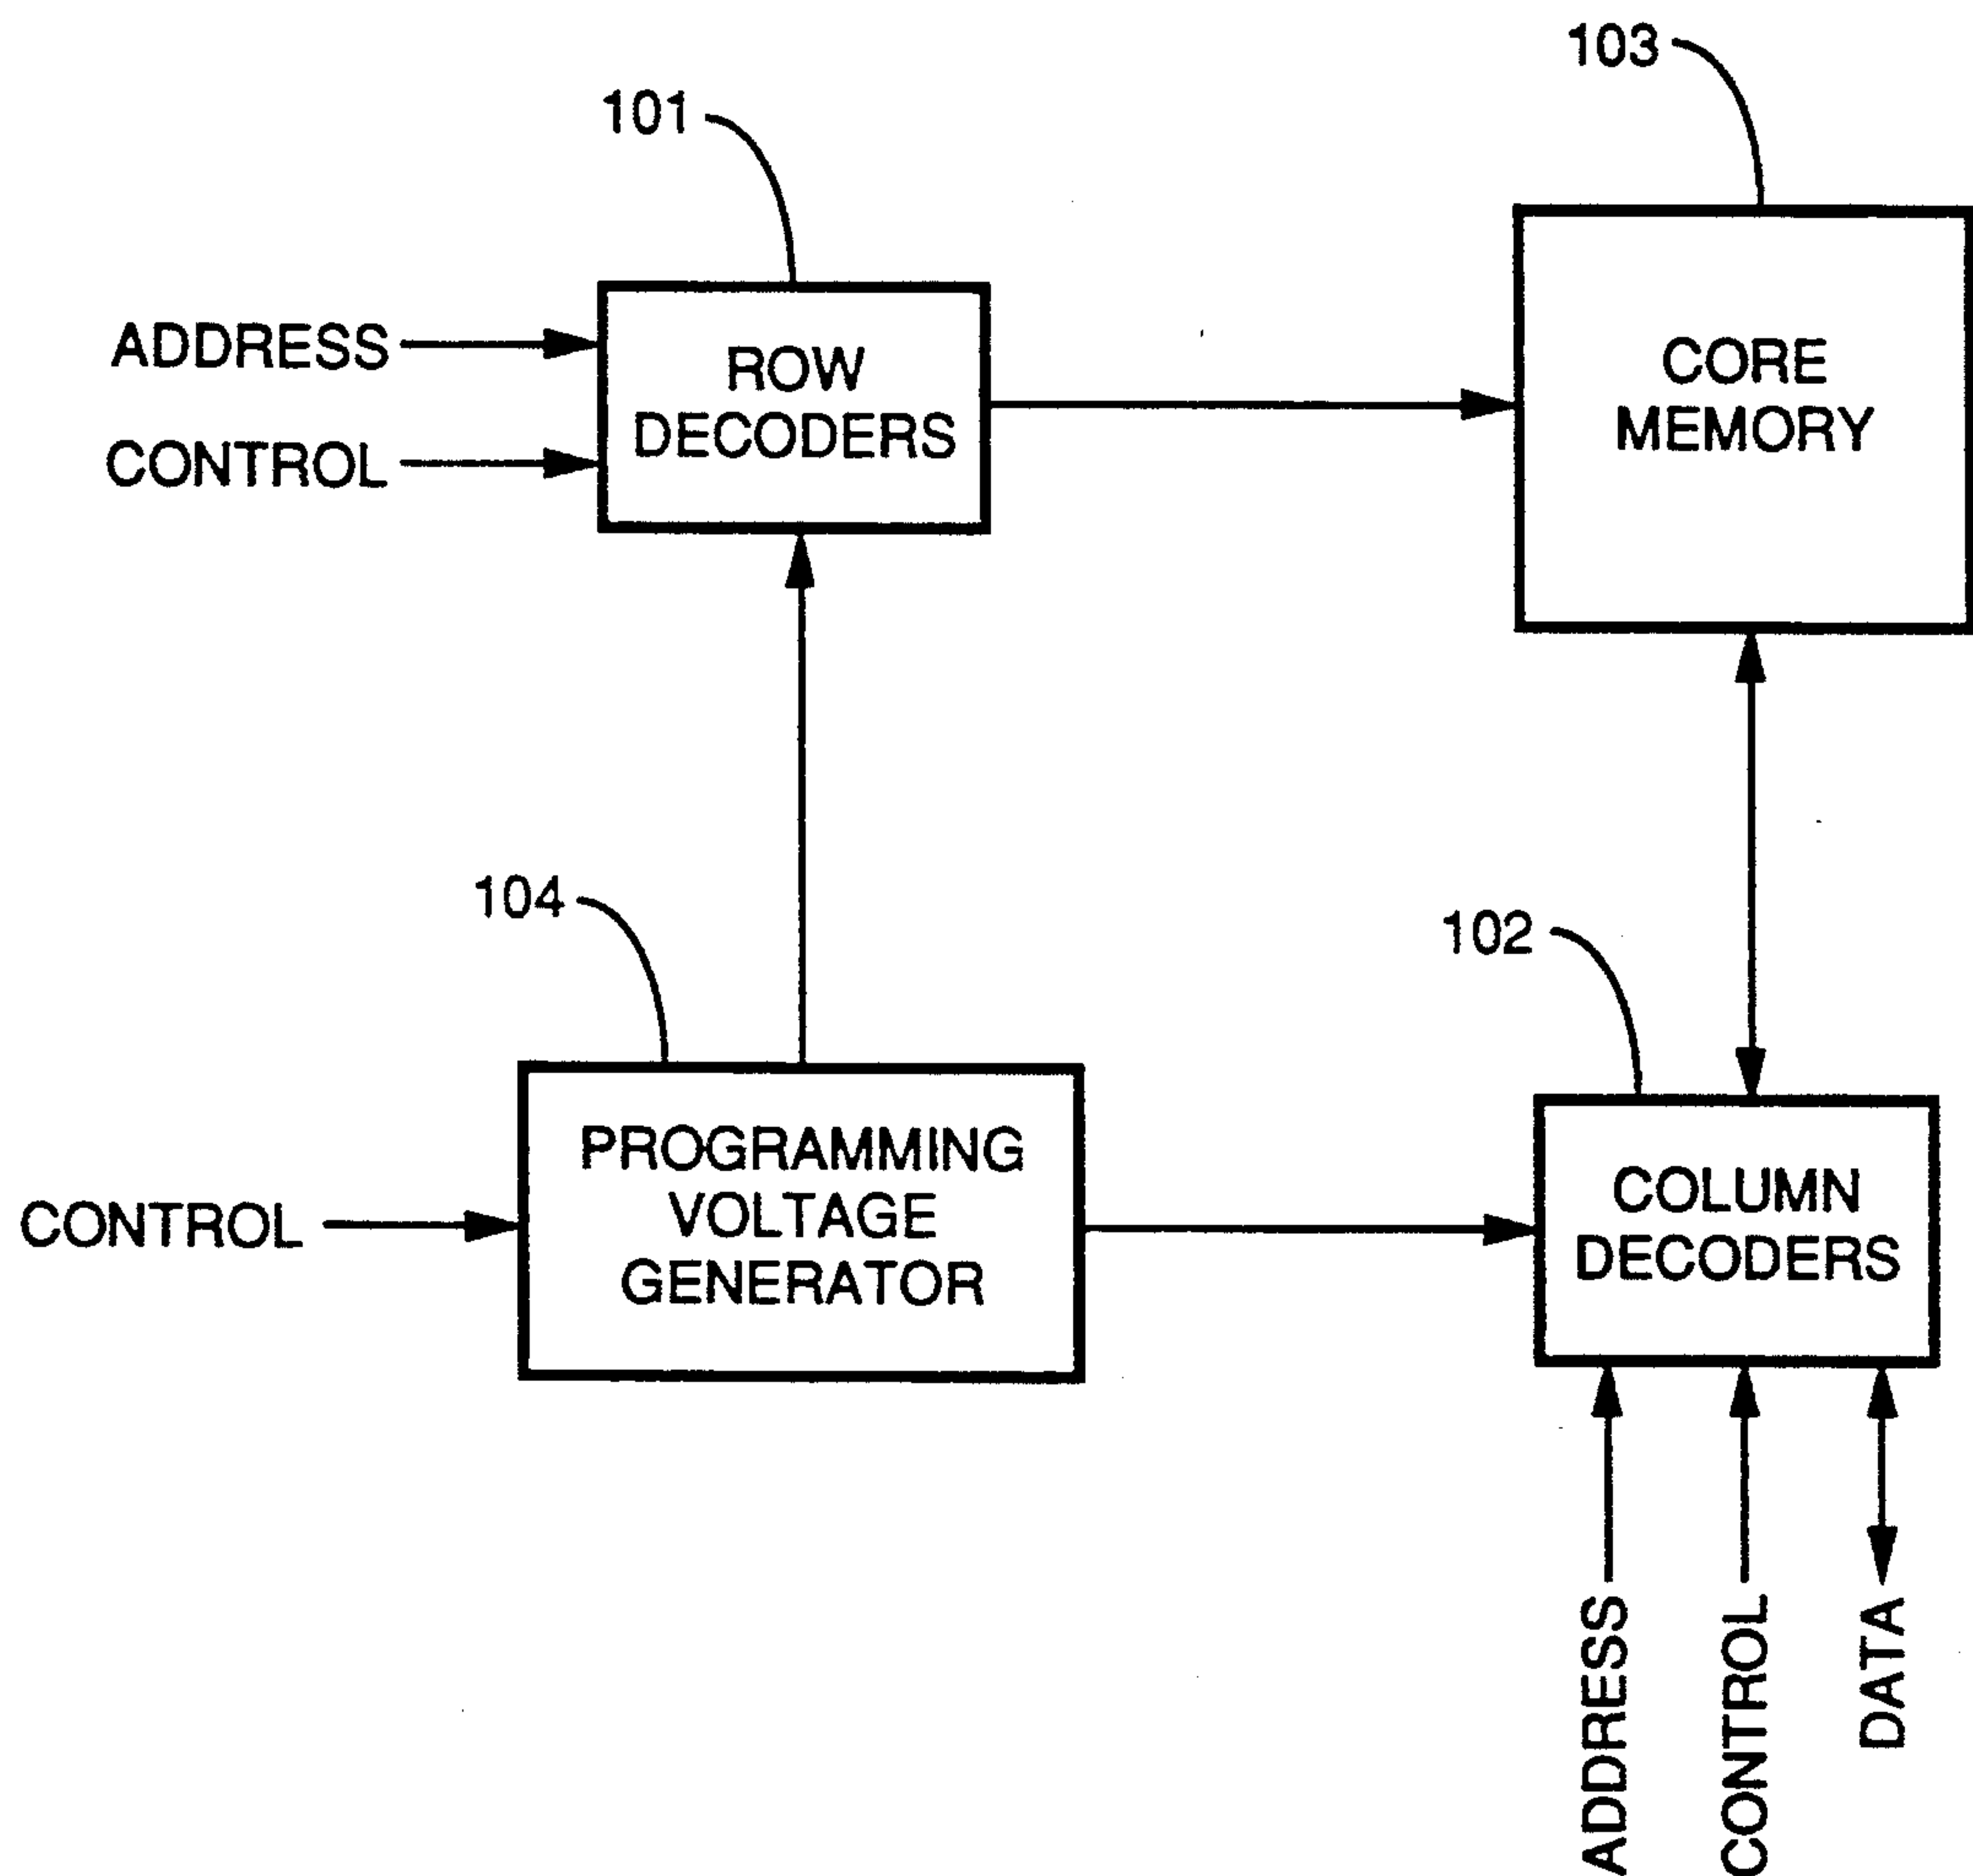 103
101
ADDRESS
CONTROL
ROW
DECODERS
CORE
MEMORY
104
102
CONTROL
PROGRAMMING
VOLTAGE
GENERATOR
COLUMN
DECODERS
ADDRESS
CONTROL
DATA